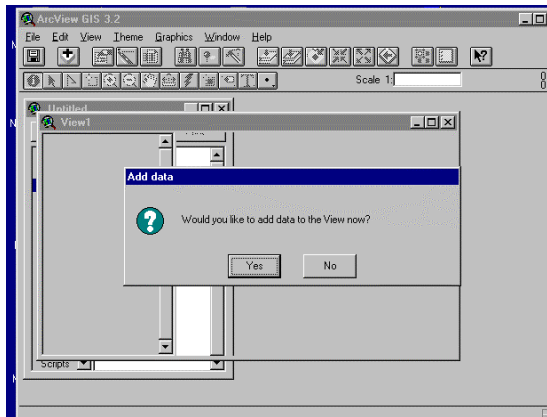 ArcView GIS 3.2
File Edit View Theme Graphics Window Help
Scale 1:
Untitled
View1
Add data
Would you like to add data to the View now?
Yes No
Scripts